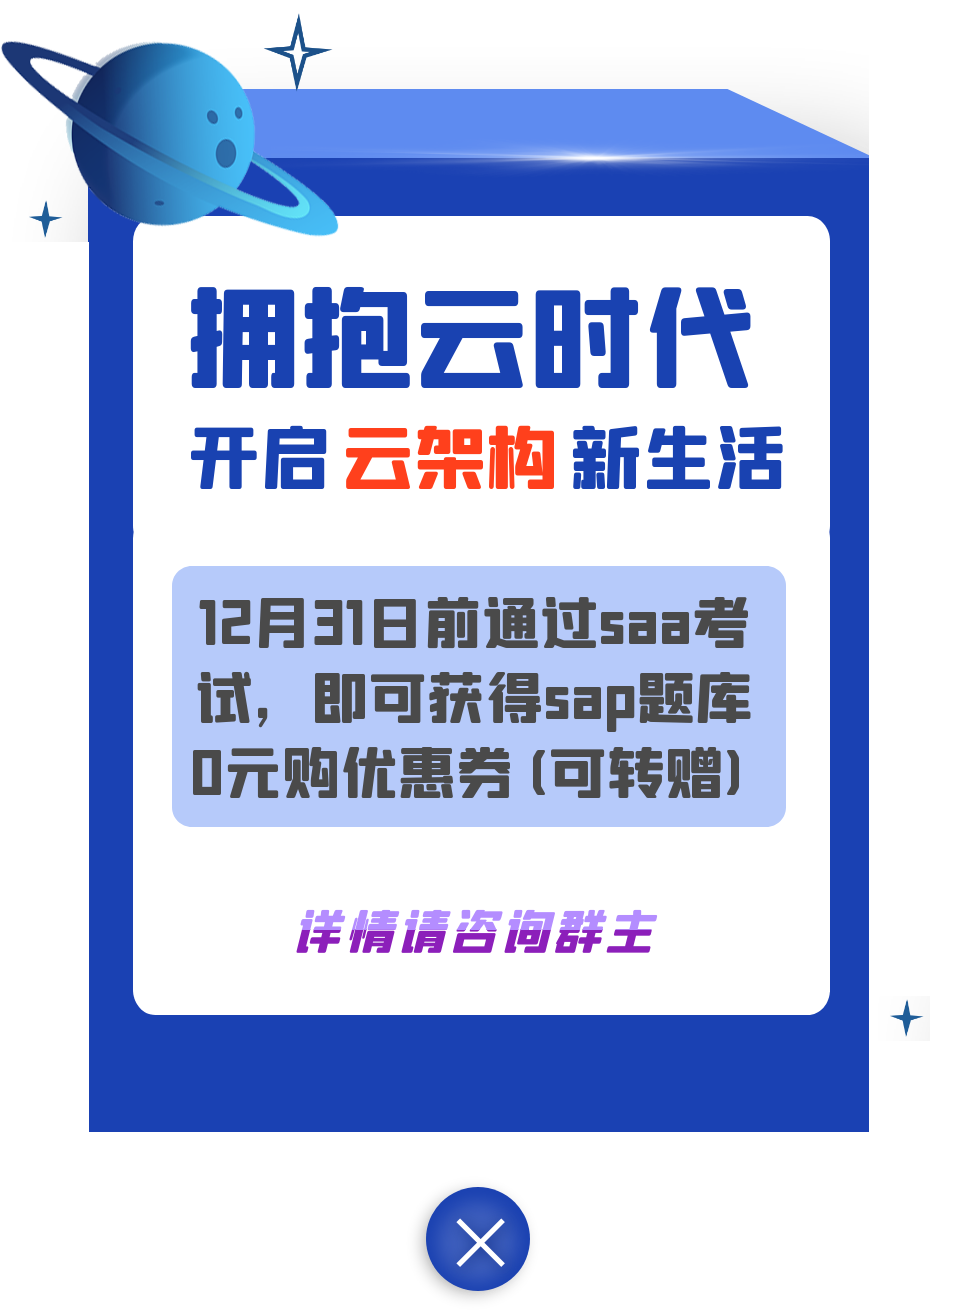 拥抱云时代
开启 云架构 新生活
12月31日前通过saa考
试，即可获得sap题库
0元购优惠券（可转赠）
详情请咨询群主